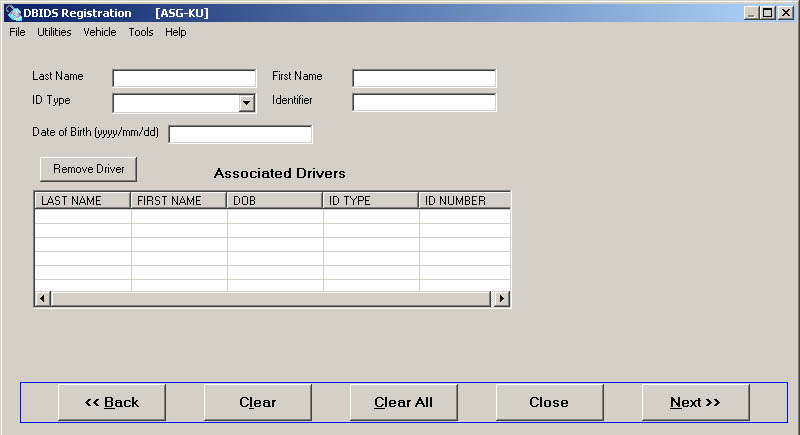 DBIDS Registration [ASG-KU]
File Utilities Vehicle Tools Help
Last Name First Name
ID Type Identifier
Date of Birth (yyyy/mm/dd)
Remove Driver Associated Drivers
LAST NAME FIRST NAME DOB ID TYPE ID NUMBER
<< Back Clear Clear All Close Next >>